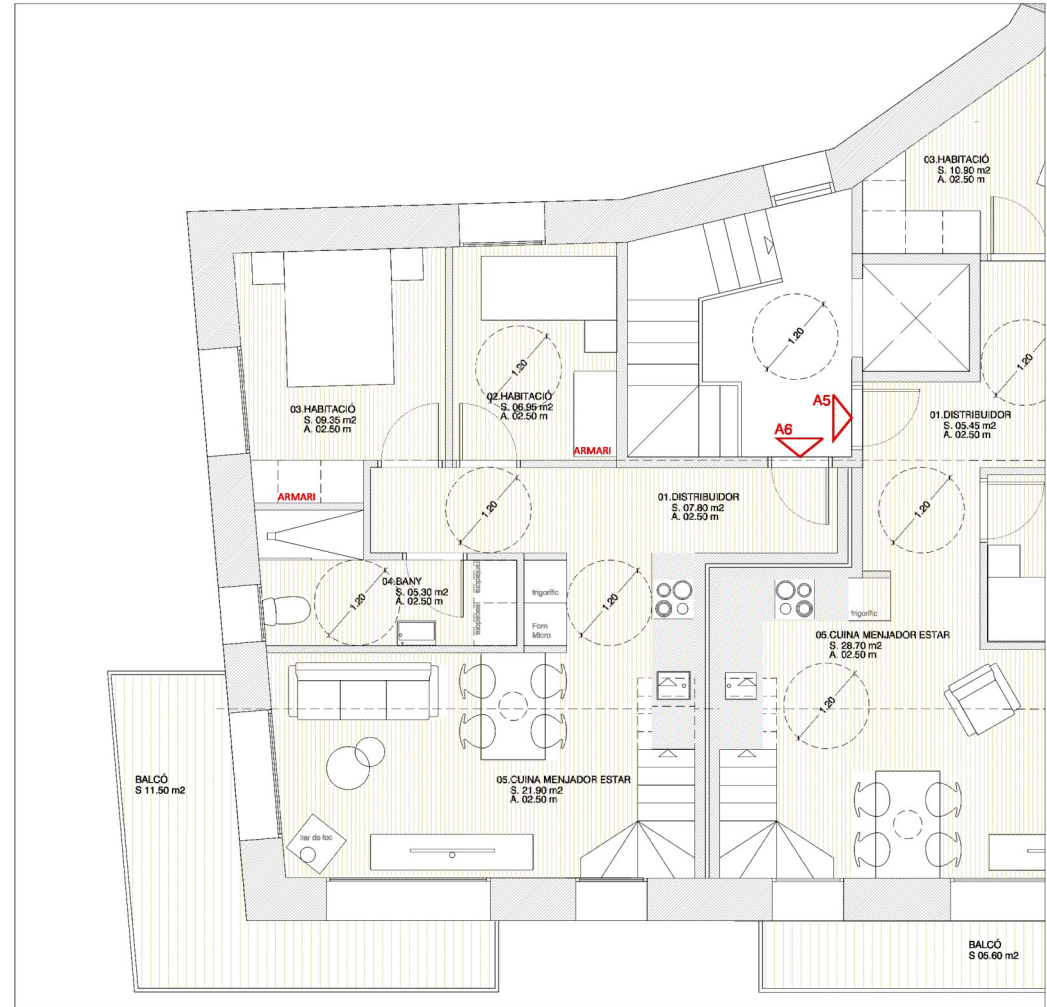 03.HABITACIÓ
S. 10.90 m2
A. 02.50 m
1.20
1.20
1.20
03.HABITACIÓ
S. 09.35 m2
A. 02.50 m
02.HABITACIÓ
S. 06.95 m2
A. 02.50 m
A5
A6
01.DISTRIBUIDOR
S. 05.45 m2
A. 02.50 m
ARMARI
ARMARI
1.20
01.DISTRIBUIDOR
S. 07.80 m2
A. 02.50 m
1.20
04.BANY
S. 05.30 m2
A. 02.50 m
1.20
frigorífic
Forn
Micro
1.20
frigorífic
05.CUINA MENJADOR ESTAR
S. 28.70 m2
A. 02.50 m
1.20
BALCÓ
S 11.50 m2
05.CUINA MENJADOR ESTAR
S. 21.90 m2
A. 02.50 m
llar de foc
BALCÓ
S 05.60 m2